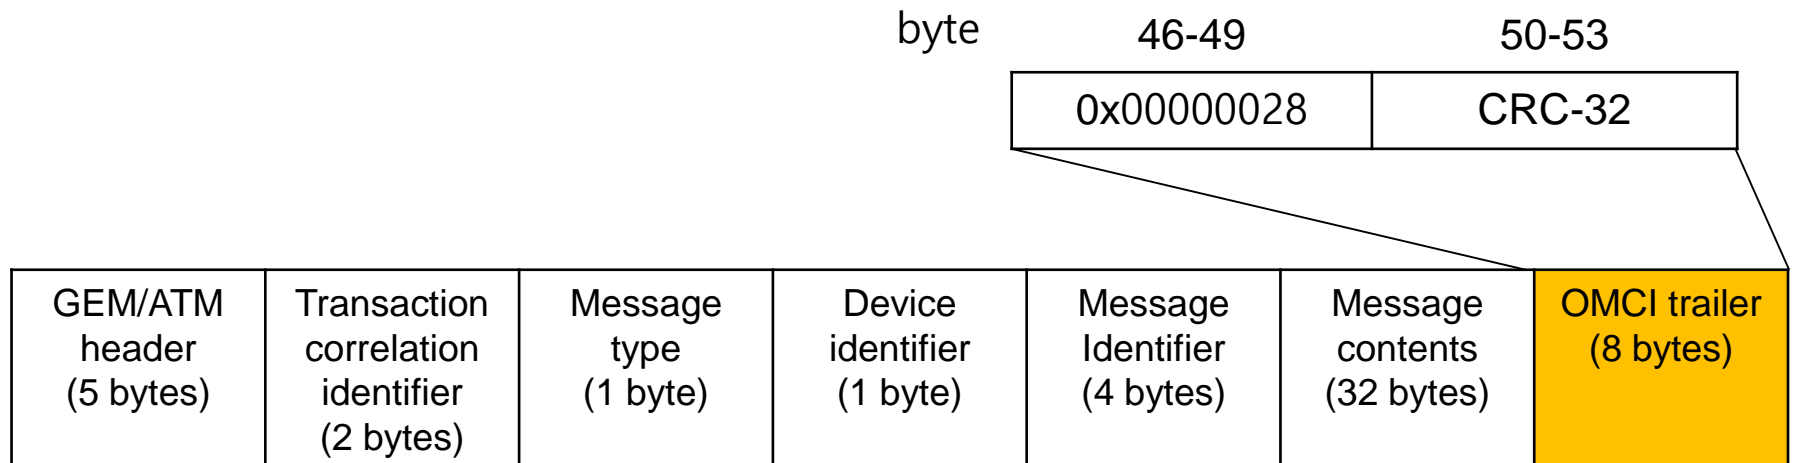 byte 46-49 50-53
0x00000028 CRC-32
GEM/ATM
header
(5 bytes)
Transaction
correlation
identifier
(2 bytes)
Message
type
(1 byte)
Device
identifier
(1 byte)
Message
Identifier
(4 bytes)
Message
contents
(32 bytes)
OMCI trailer
(8 bytes)